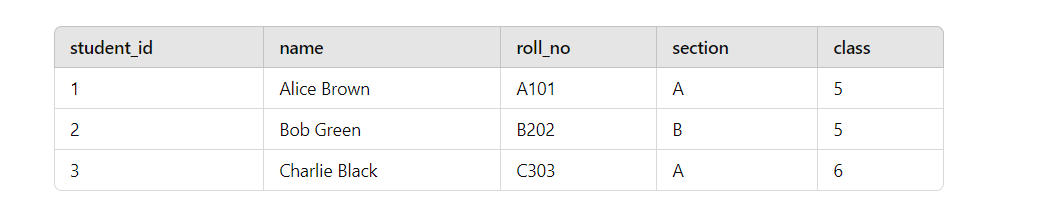 student_id name roll_no section class
1 Alice Brown A101 A 5
2 Bob Green B202 B 5
3 Charlie Black C303 A 6